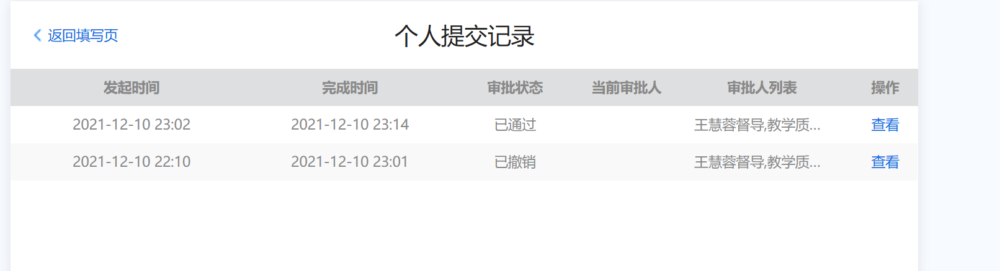 返回填写页
个人提交记录
发起时间 完成时间 审批状态 当前审批人 审批人列表 操作
2021-12-10 23:02 2021-12-10 23:14 已通过 王慧蓉督导,教学质... 查看
2021-12-10 22:10 2021-12-10 23:01 已撤销 王慧蓉督导,教学质... 查看